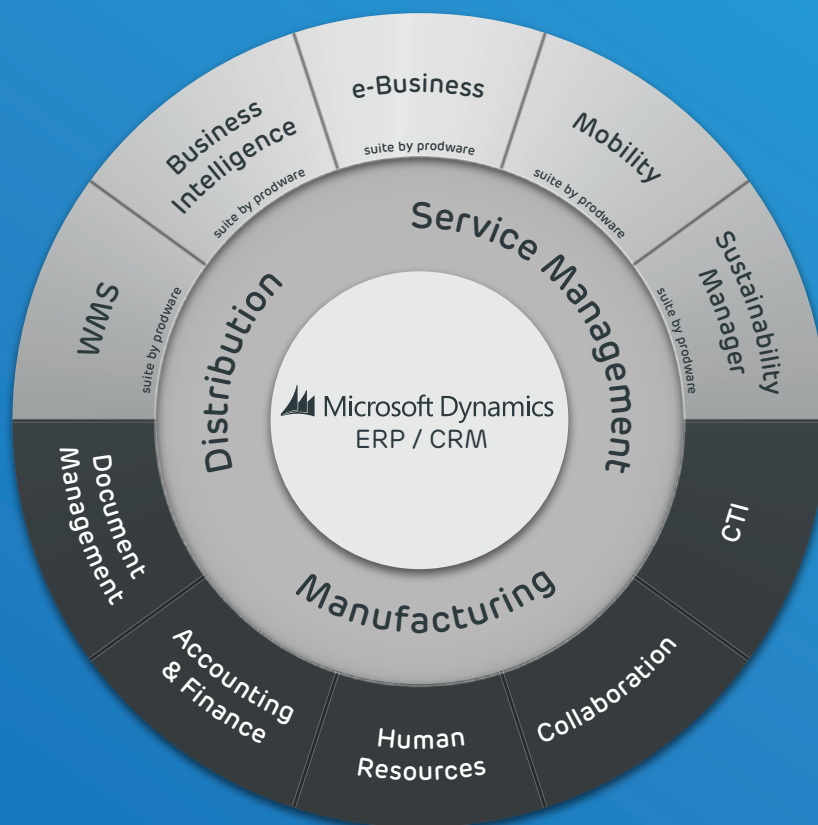 e-Business
suite by prodware
Mobility
suite by prodware
Sustainability
Manager
suite by prodware
Business
Intelligence
suite by prodware
WMS
suite by prodware
Service Management
Distribution
Manufacturing
Microsoft Dynamics
ERP / CRM
Document
Management
Accounting
& Finance
Human
Resources
Collaboration
CTI